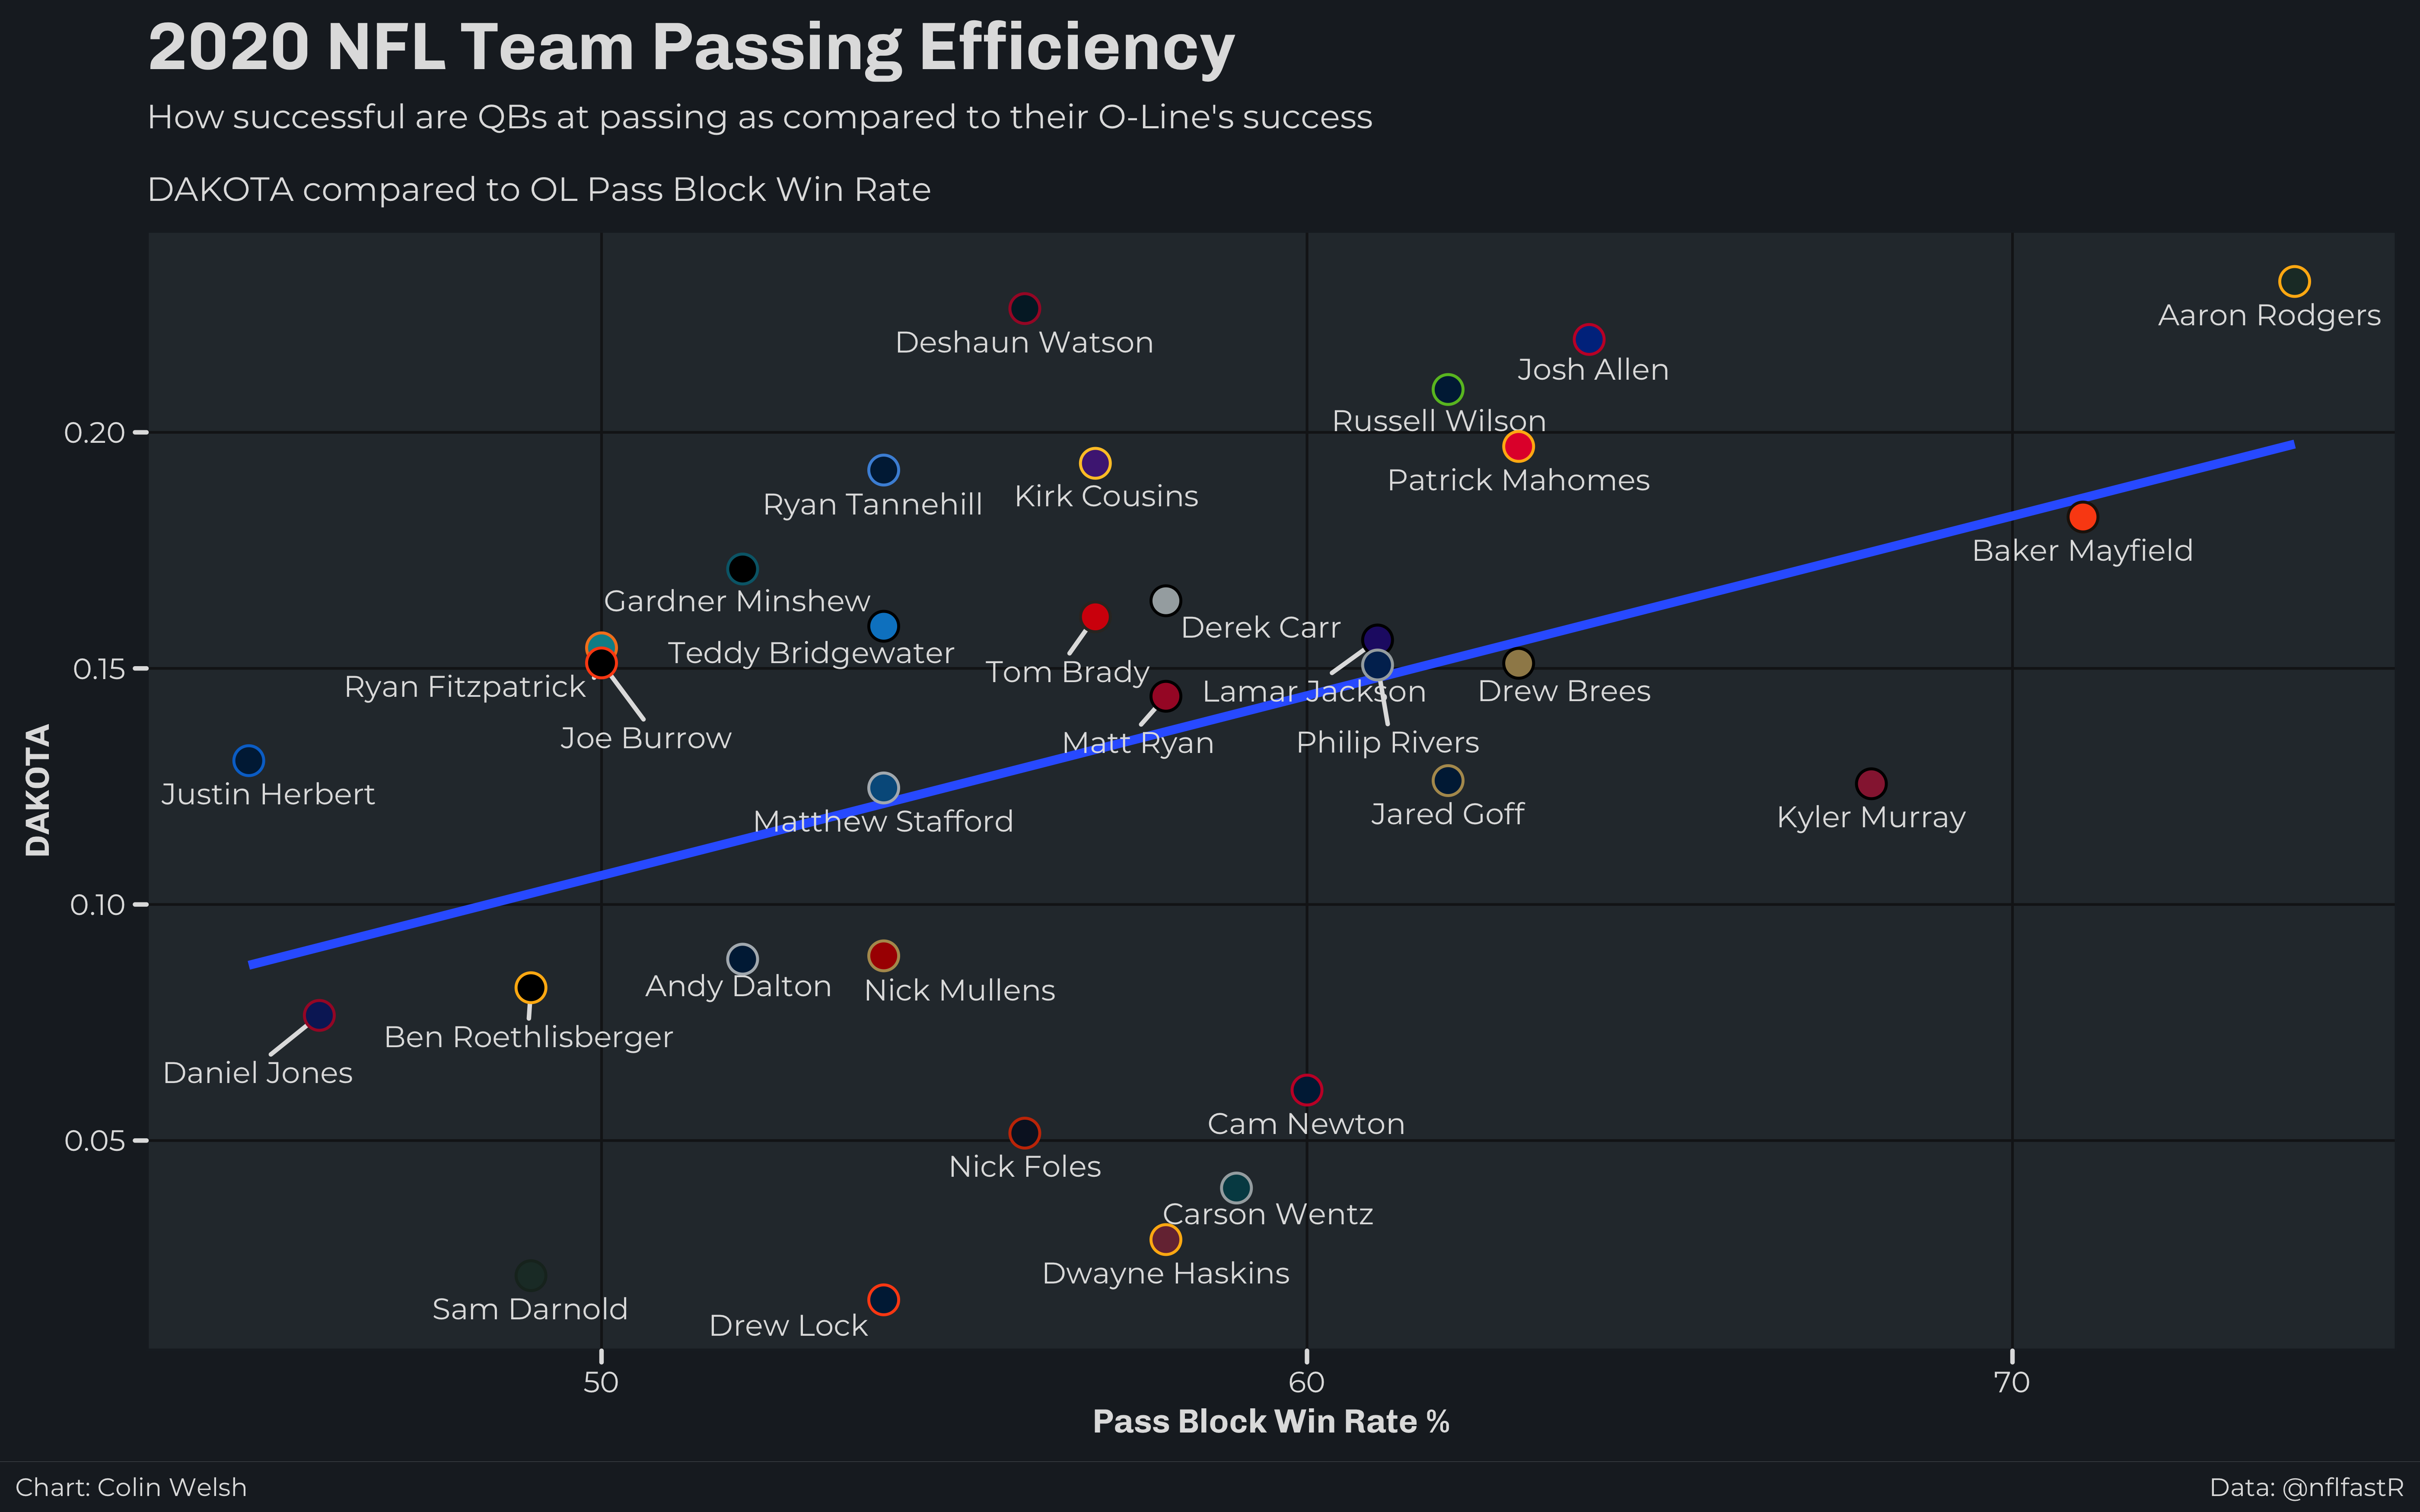 2020 NFL Team Passing Efficiency
How successful are QBs at passing as compared to their O-Line's success
DAKOTA compared to OL Pass Block Win Rate
Aaron Rodgers
Deshaun Watson
Josh Allen
Russell Wilson
0.20
Patrick Mahomes
Kirk Cousins
Ryan Tannehill
Baker Mayfield
Gardner Minshew
Derek Carr
Teddy Bridgewater
0.15
Tom Brady
Ryan Fitzpatrick
Lamar Jackson
Drew Brees
Joe Burrow
Matt Ryan
Philip Rivers
DAKOTA
Justin Herbert
Jared Goff
Kyler Murray
Matthew Stafford
0.10
Andy Dalton
Nick Mullens
Ben Roethlisberger
Daniel Jones
Cam Newton
0.05
Nick Foles
Carson Wentz
Dwayne Haskins
Sam Darnold
Drew Lock
50
60
70
Pass Block Win Rate %
Chart: Colin Welsh
Data: @nflfastR